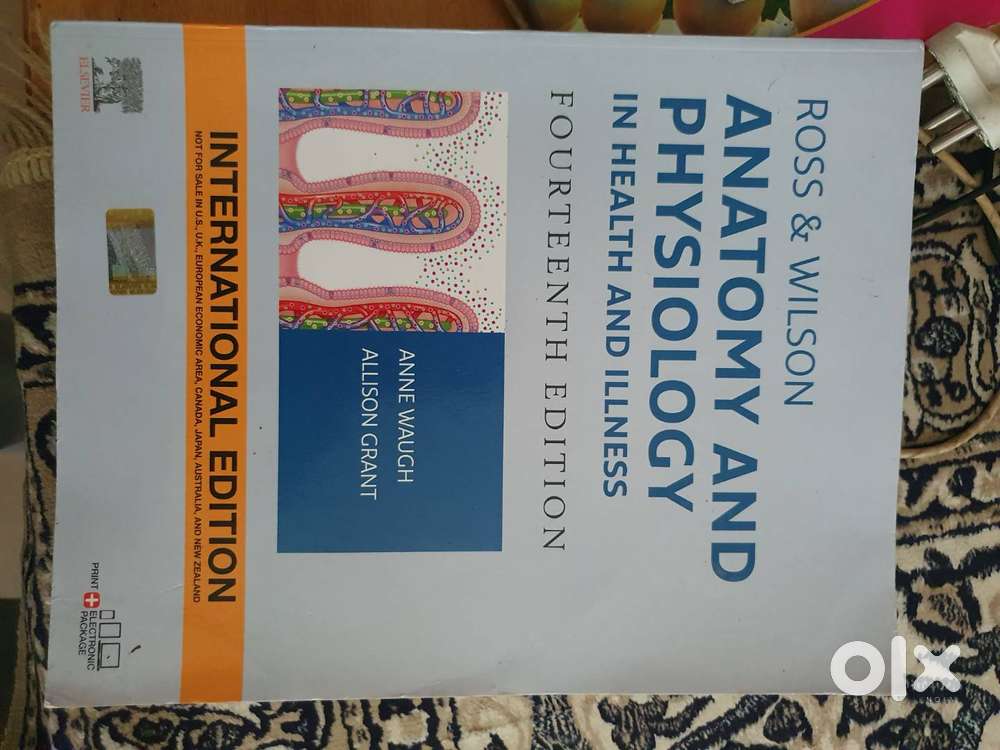 ROSS & WILSON
ANATOMY AND
PHYSIOLOGY
IN HEALTH AND ILLNESS
FOURTEENTH EDITION
ANNE WAUGH
ALLISON GRANT
INTERNATIONAL EDITION
NOT FOR SALE IN U.S., U.K., EUROPEAN ECONOMIC AREA, CANADA, JAPAN, AUSTRALIA, AND NEW ZEALAND
ELSEVIER
PRINT + ELECTRONIC
PACKAGE
olx